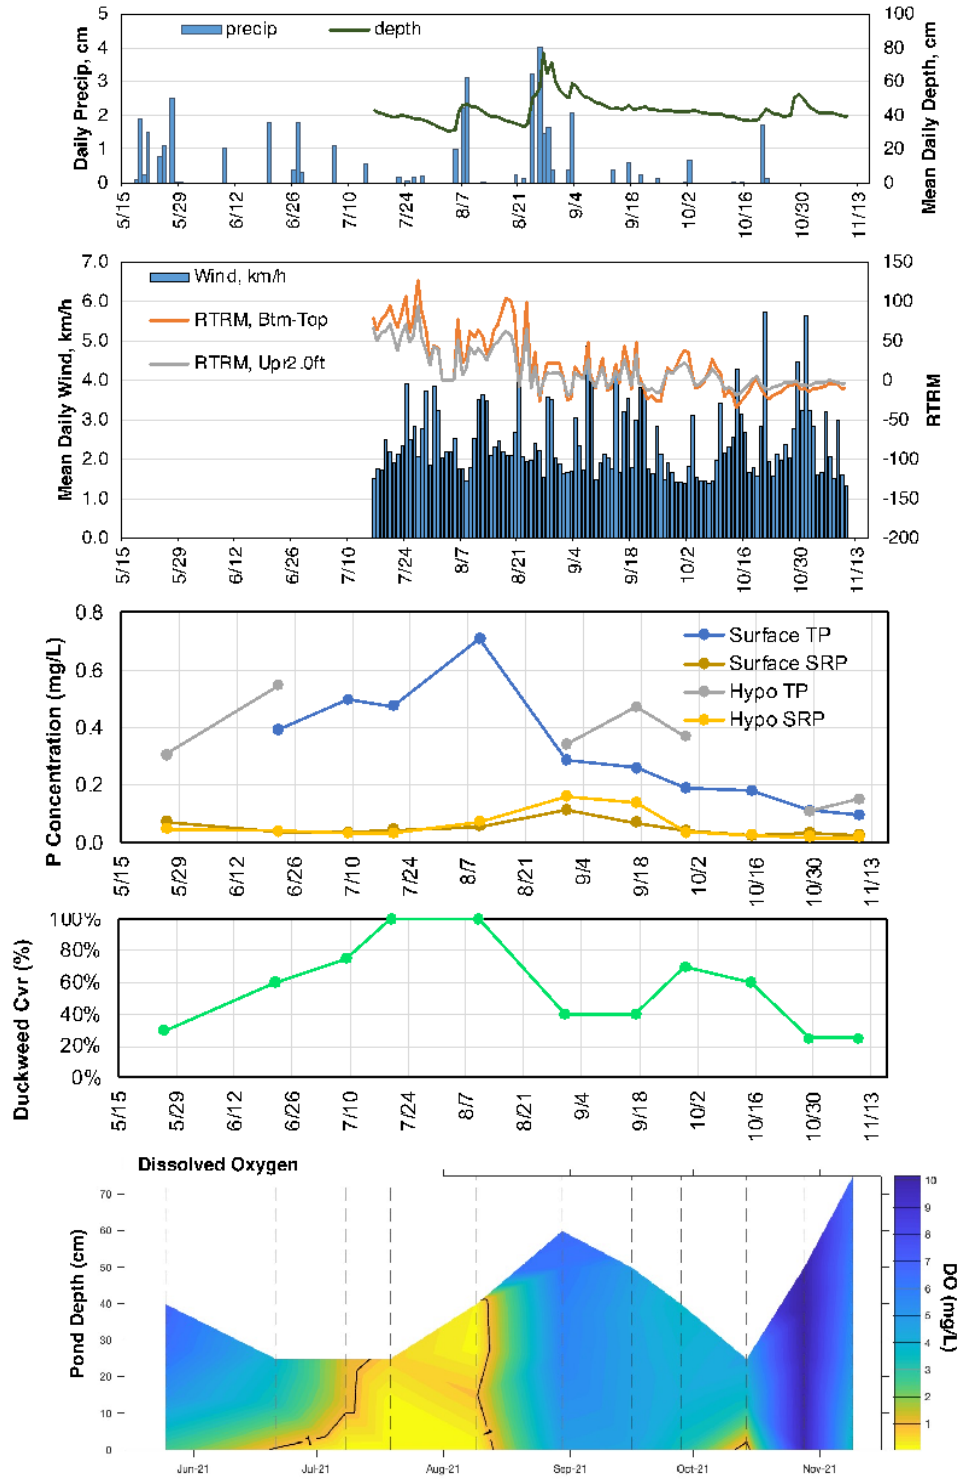 precip depth
Daily Precip, cm
5
4
3
2
1
0
Mean Daily Depth, cm
100
80
60
40
20
0
5/15 5/29 6/12 6/26 7/10 7/24 8/7 8/21 9/4 9/18 10/2 10/16 10/30 11/13
Wind, km/h
RTRM, Btm-Top
RTRM, Upr2.0ft
Mean Daily Wind, km/h
7.0
6.0
5.0
4.0
3.0
2.0
1.0
0.0
RTRM
150
100
50
0
-50
-100
-150
-200
5/15 5/29 6/12 6/26 7/10 7/24 8/7 8/21 9/4 9/18 10/2 10/16 10/30 11/13
Surface TP
Surface SRP
Hypo TP
Hypo SRP
P Concentration (mg/L)
0.8
0.6
0.4
0.2
0.0
5/15 5/29 6/12 6/26 7/10 7/24 8/7 8/21 9/4 9/18 10/2 10/16 10/30 11/13
Duckweed Cvr (%)
100%
80%
60%
40%
20%
0%
5/15 5/29 6/12 6/26 7/10 7/24 8/7 8/21 9/4 9/18 10/2 10/16 10/30 11/13
Dissolved Oxygen
Pond Depth (cm)
70
60
50
40
30
20
10
0
Jun-21 Jul-21 Aug-21 Sep-21 Oct-21 Nov-21
10
9
8
7
6
5
4
3
2
1
DO (mg/L)